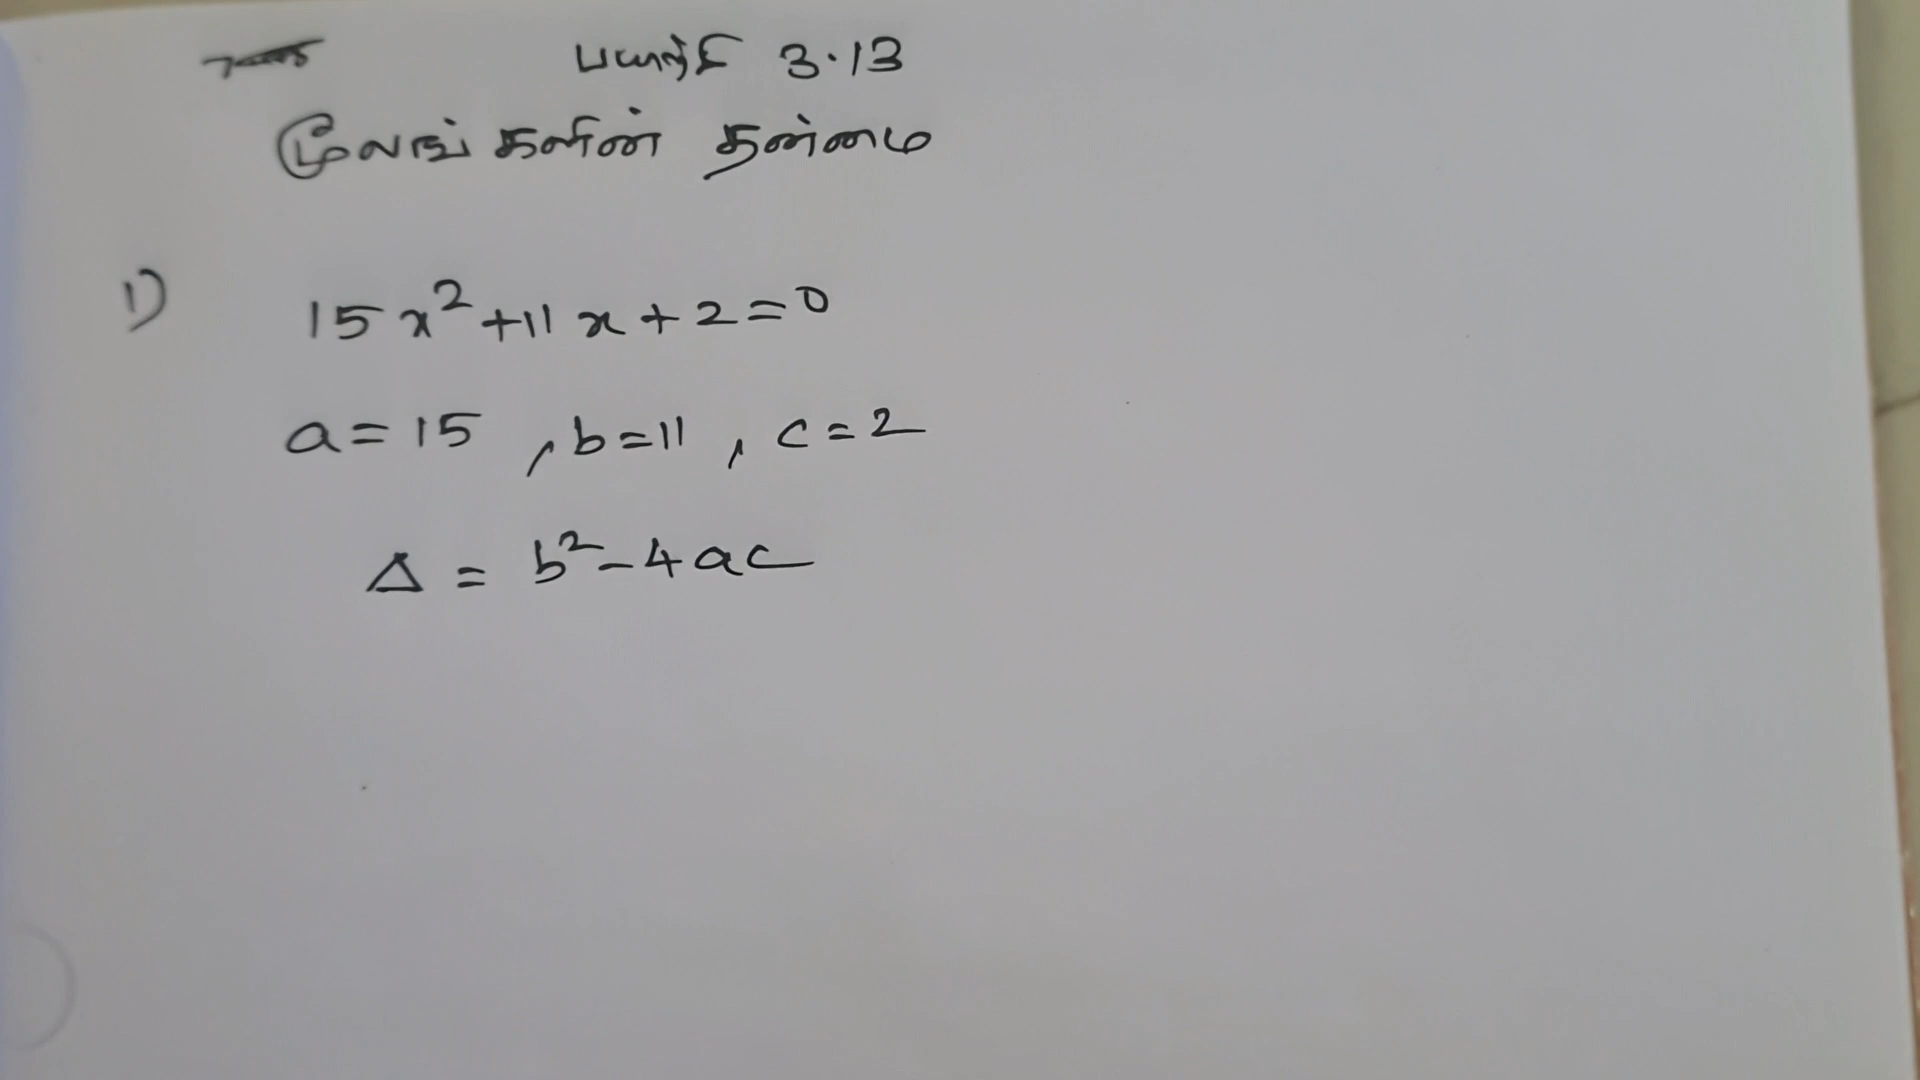 பயிற்சி 3.13
மூலங்களின் தன்மை
1) 15x²+11x+2=0
a=15, b=11, c=2
Δ = b²-4ac